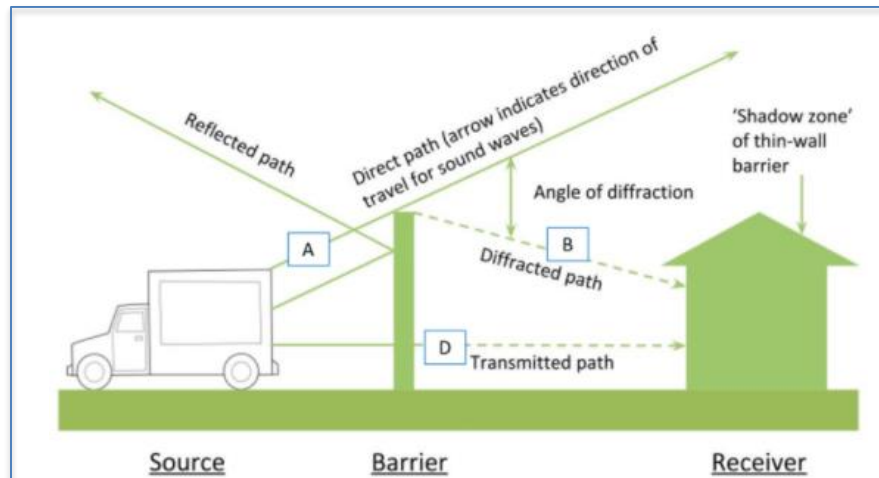 Reflected path
Direct path (arrow indicates direction of
travel for sound waves)
'Shadow zone'
of thin-wall
barrier
Angle of diffraction
A
B
Diffracted path
D
Transmitted path
Source
Barrier
Receiver